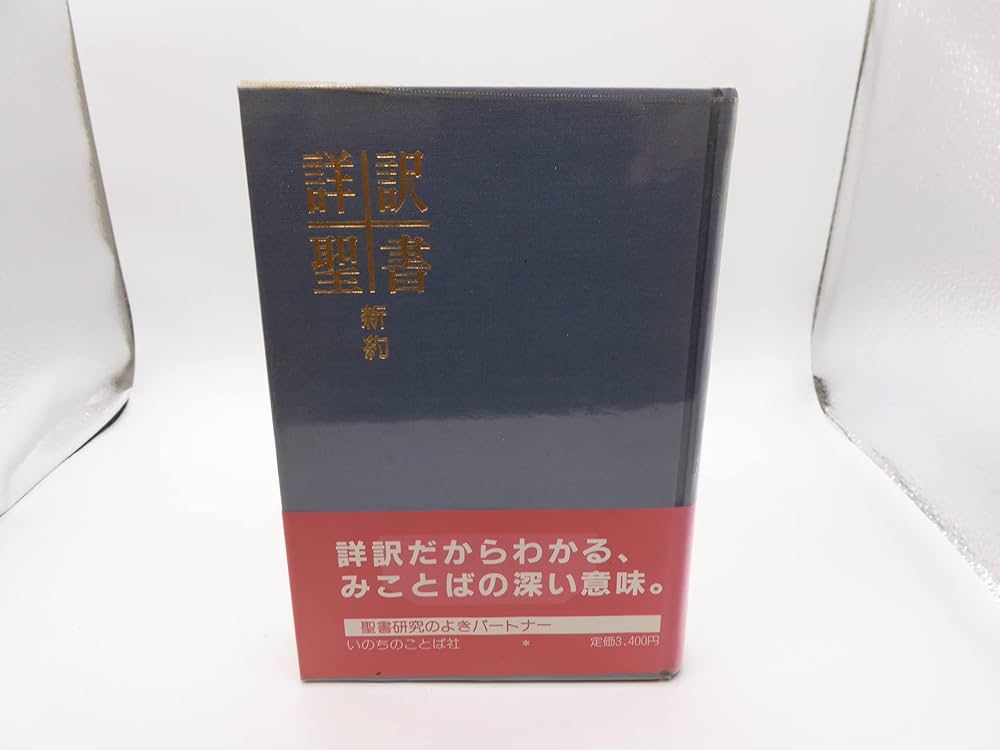 詳訳
聖書
新約
詳訳だからわかる、
みことばの深い意味。
聖書研究のよきパートナー
いのちのことば社 * 定価3,400円